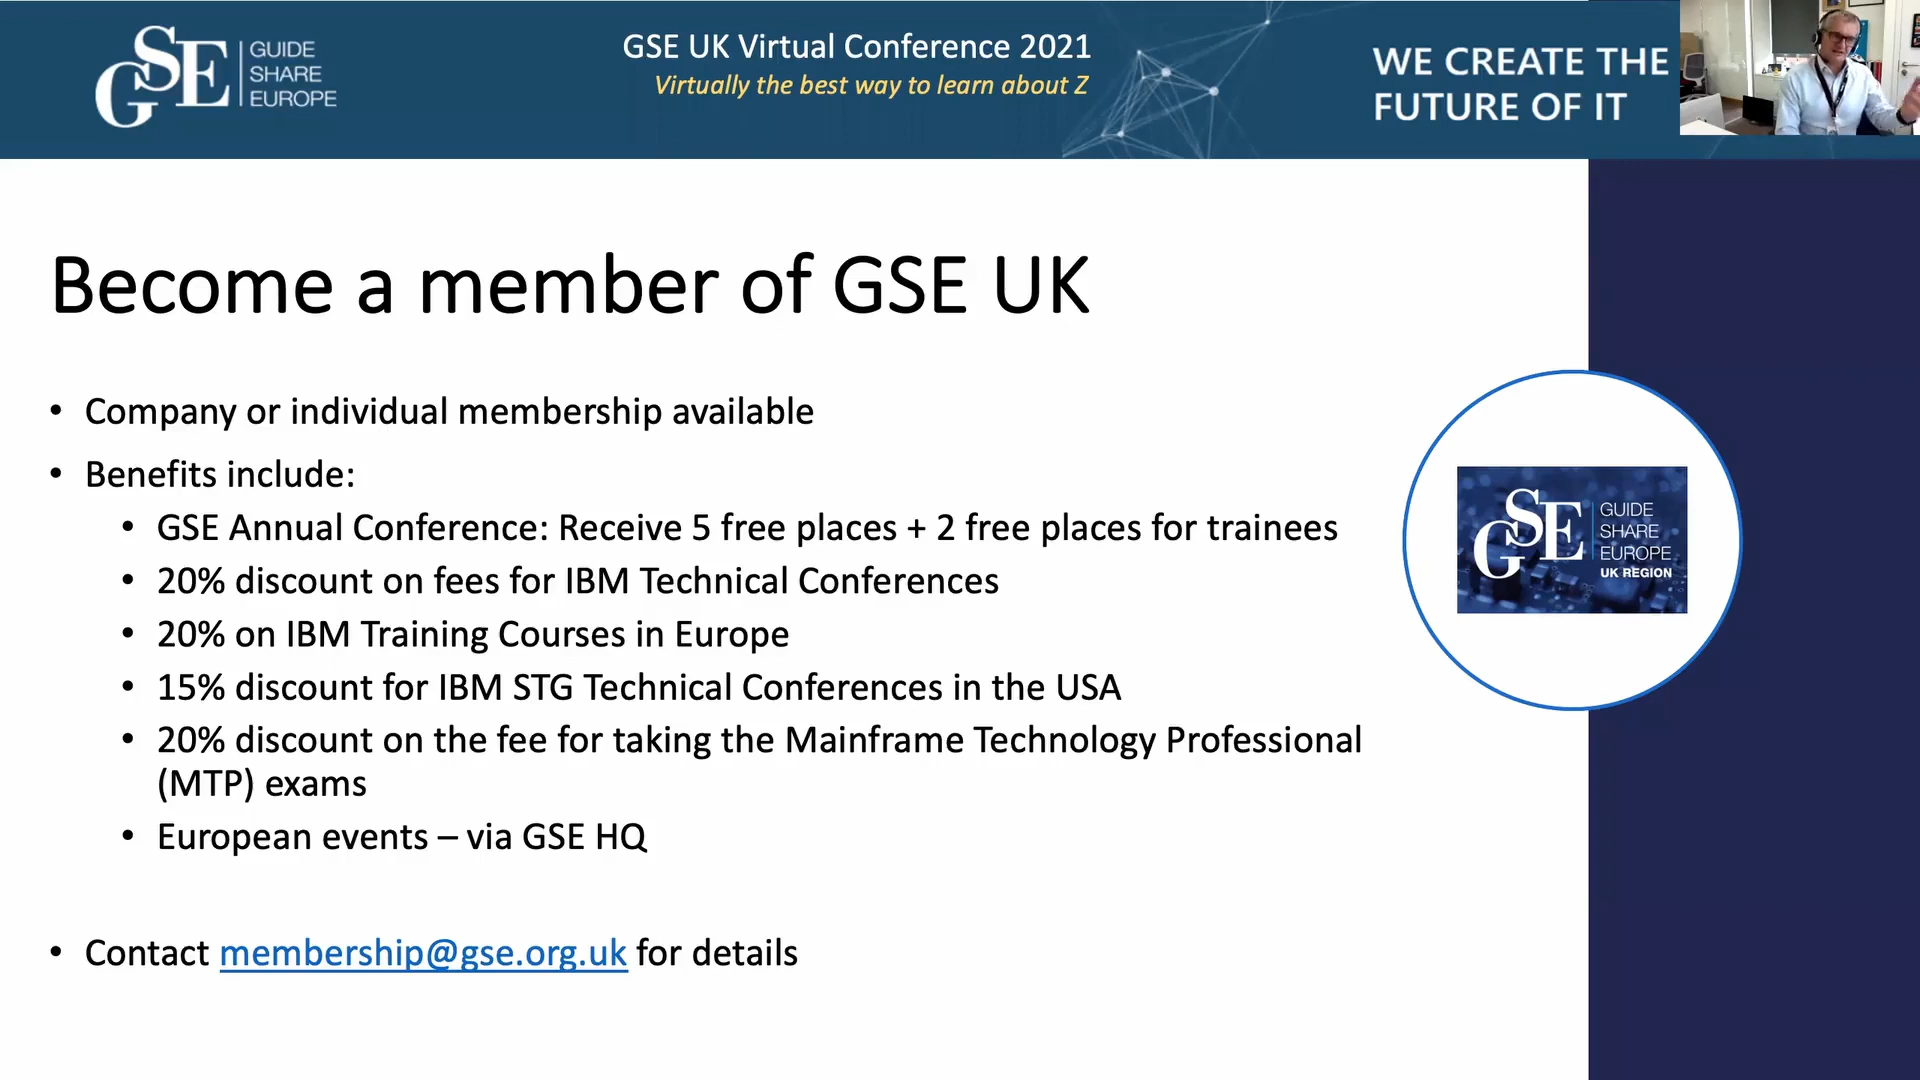 GSE GUIDE
SHARE
EUROPE
GSE UK Virtual Conference 2021
Virtually the best way to learn about Z
WE CREATE THE
FUTURE OF IT
Become a member of GSE UK
• Company or individual membership available
• Benefits include:
• GSE Annual Conference: Receive 5 free places + 2 free places for trainees
• 20% discount on fees for IBM Technical Conferences
• 20% on IBM Training Courses in Europe
• 15% discount for IBM STG Technical Conferences in the USA
• 20% discount on the fee for taking the Mainframe Technology Professional
(MTP) exams
• European events – via GSE HQ
• Contact membership@gse.org.uk for details
GSE GUIDE
SHARE
EUROPE
UK REGION